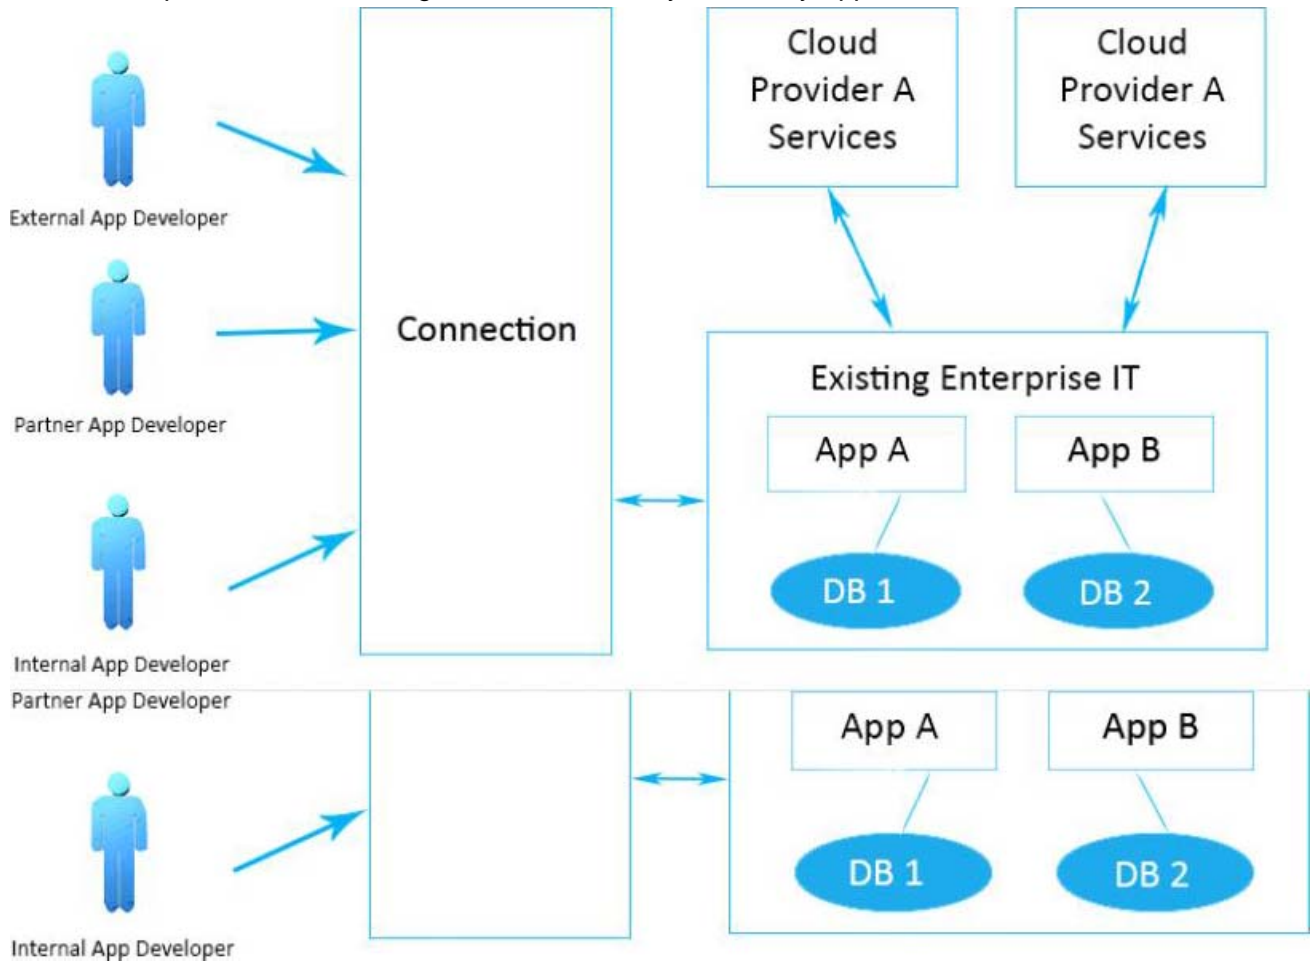 External App Developer
Partner App Developer
Internal App Developer
Connection
Cloud
Provider A
Services
Cloud
Provider A
Services
Existing Enterprise IT
App A
App B
DB 1
DB 2
Partner App Developer
Internal App Developer
App A
App B
DB 1
DB 2